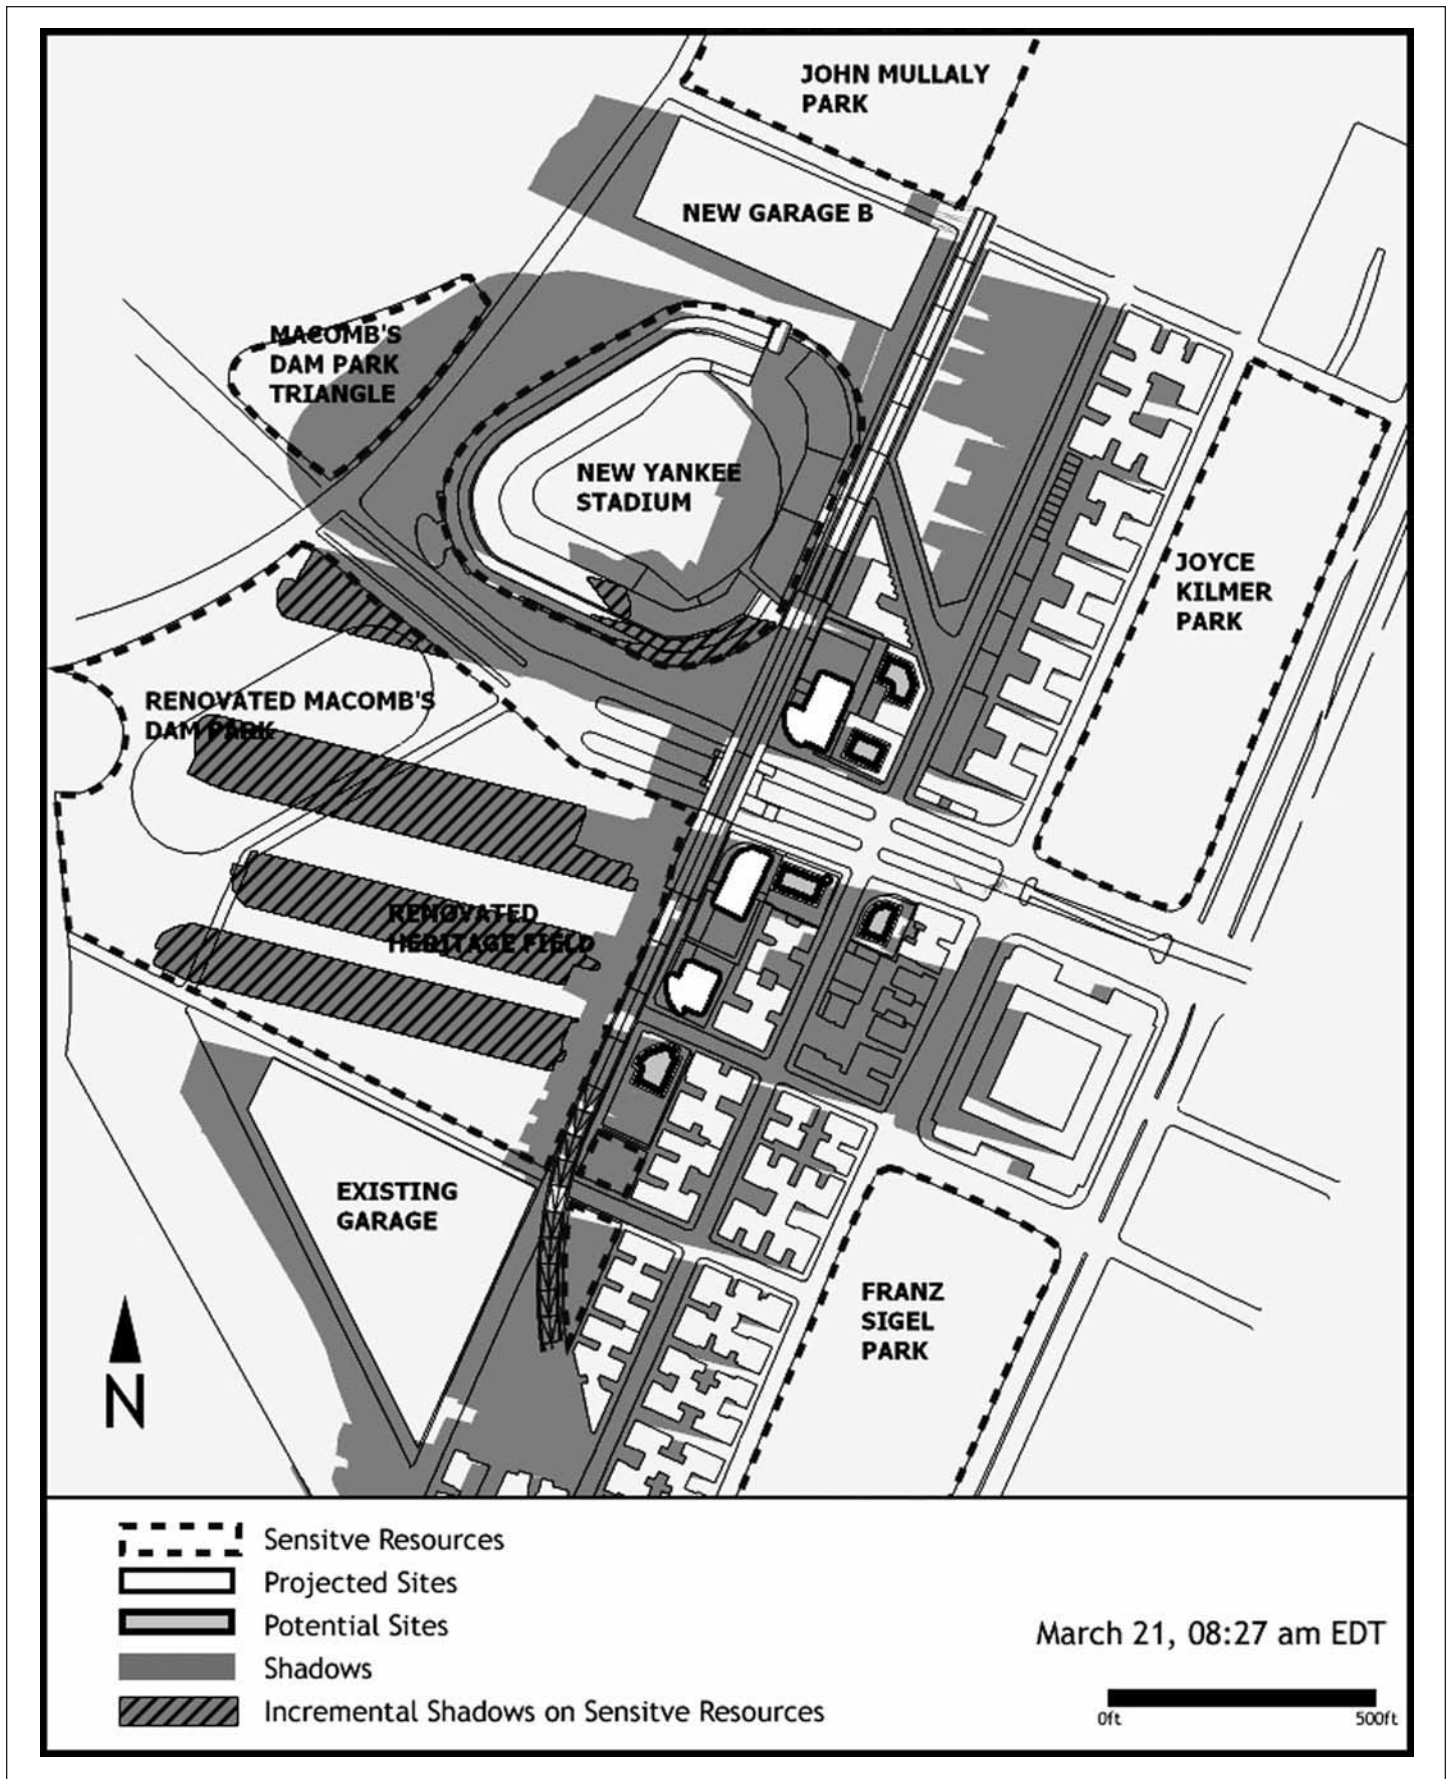 JOHN MULLALY
PARK
NEW GARAGE B
MACOMB'S
DAM PARK
TRIANGLE
NEW YANKEE
STADIUM
JOYCE
KILMER
PARK
RENOVATED MACOMB'S
DAM PARK
RENOVATED
HERITAGE FIELD
EXISTING
GARAGE
FRANZ
SIGEL
PARK
N
Sensitve Resources
Projected Sites
Potential Sites
Shadows
Incremental Shadows on Sensitve Resources
March 21, 08:27 am EDT
0ft 500ft